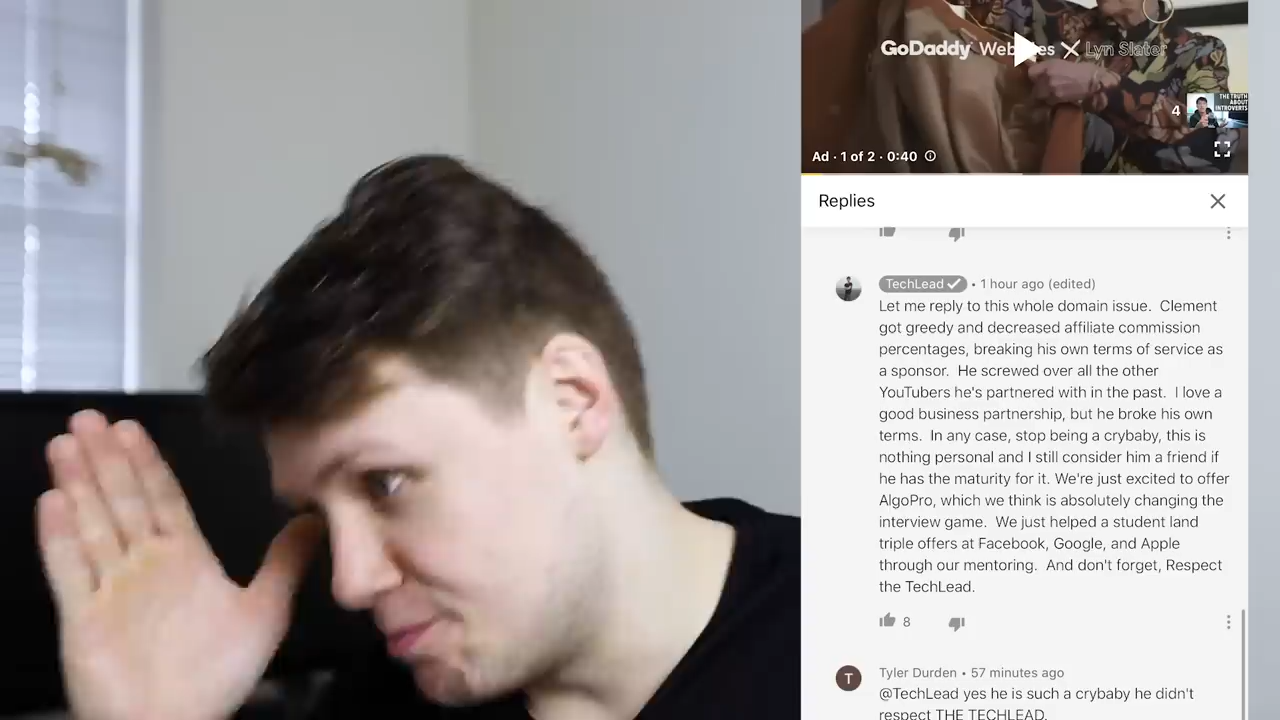 GoDaddy Websites X Lyn Slater
4
THE TRUTH
ABOUT
INTROVERTS
Ad · 1 of 2 · 0:40
Replies
TechLead • 1 hour ago (edited)
Let me reply to this whole domain issue. Clement
got greedy and decreased affiliate commission
percentages, breaking his own terms of service as
a sponsor. He screwed over all the other
YouTubers he's partnered with in the past. I love a
good business partnership, but he broke his own
terms. In any case, stop being a crybaby, this is
nothing personal and I still consider him a friend if
he has the maturity for it. We're just excited to offer
AlgoPro, which we think is absolutely changing the
interview game. We just helped a student land
triple offers at Facebook, Google, and Apple
through our mentoring. And don't forget, Respect
the TechLead.
8
T
Tyler Durden • 57 minutes ago
@TechLead yes he is such a crybaby he didn't
respect THE TECHLEAD.